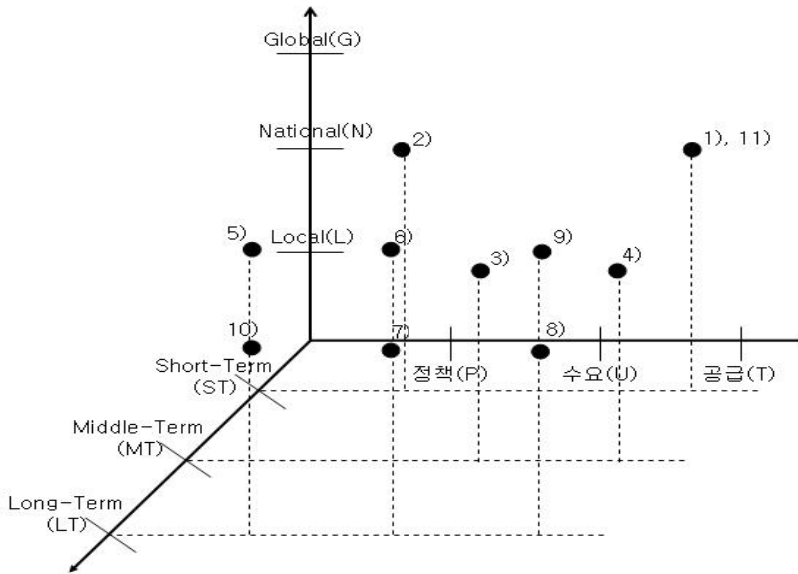 Global(G)
National(N)
2)
1), 11)
5)
Local(L)
6)
9)
3)
4)
10)
7)
8)
Short-Term
(ST)
정책(P)
수요(U)
공급(T)
Middle-Term
(MT)
Long-Term
(LT)